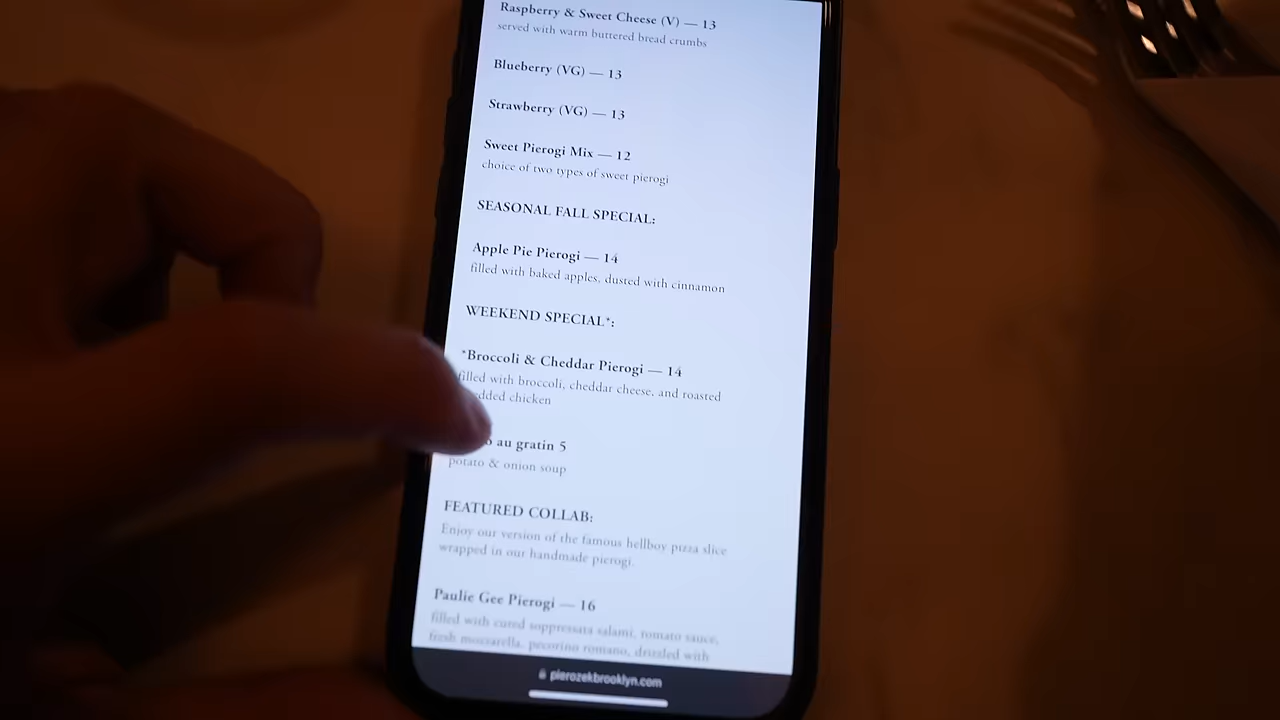 Raspberry & Sweet Cheese (V) — 13
served with warm buttered bread crumbs
Blueberry (VG) — 13
Strawberry (VG) — 13
Sweet Pierogi Mix — 12
choice of two types of sweet pierogi
SEASONAL FALL SPECIAL:
Apple Pie Pierogi — 14
filled with baked apples, dusted with cinnamon
WEEKEND SPECIAL*:
*Broccoli & Cheddar Pierogi — 14
filled with broccoli, cheddar cheese, and roasted
chicken
au gratin 5
potato & onion soup
FEATURED COLLAB:
Enjoy our version of the famous hellboy pizza slice
wrapped in our handmade pierogi.
Paulie Gee Pierogi — 16
filled with cured soppressata salami, tomato sauce,
fresh mozzarella, pecorino romano, drizzled with
pierozekbrooklyn.com